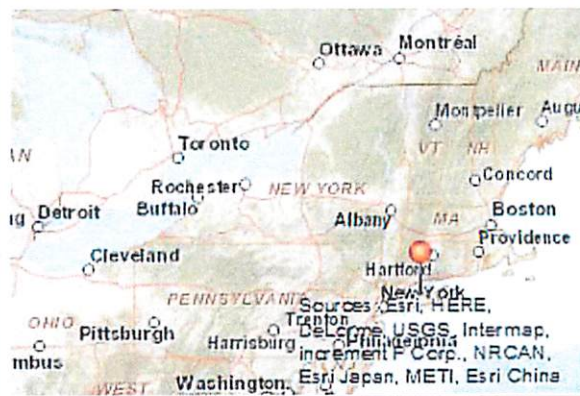 Ottawa
Montréal
MAIN
Montpelier
Augu
Toronto
VT
NH
AN
Rochester
NEW YORK
Concord
Buffalo
Albany
MA
Boston
Detroit
Providence
Cleveland
Hartford
New York
PENNSYLVANIA
Sources: Esri, HERE,
OHIO
Trenton
DeLorme, USGS, Intermap,
Pittsburgh
Harrisburg
Philadelphia
mbus
increment P Corp., NRCAN,
WEST
Washington
Esri Japan, METI, Esri China